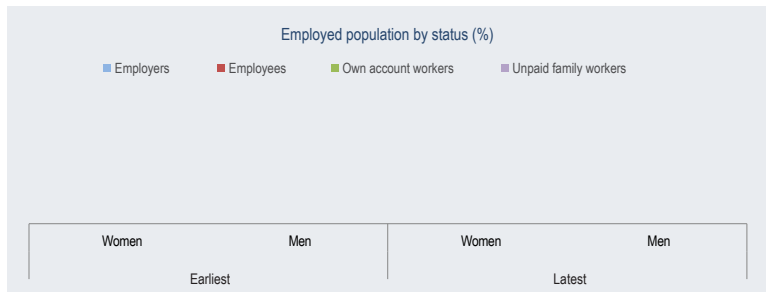 Employed population by status (%)
Employers Employees Own account workers Unpaid family workers
Women Men Women Men
Earliest Latest